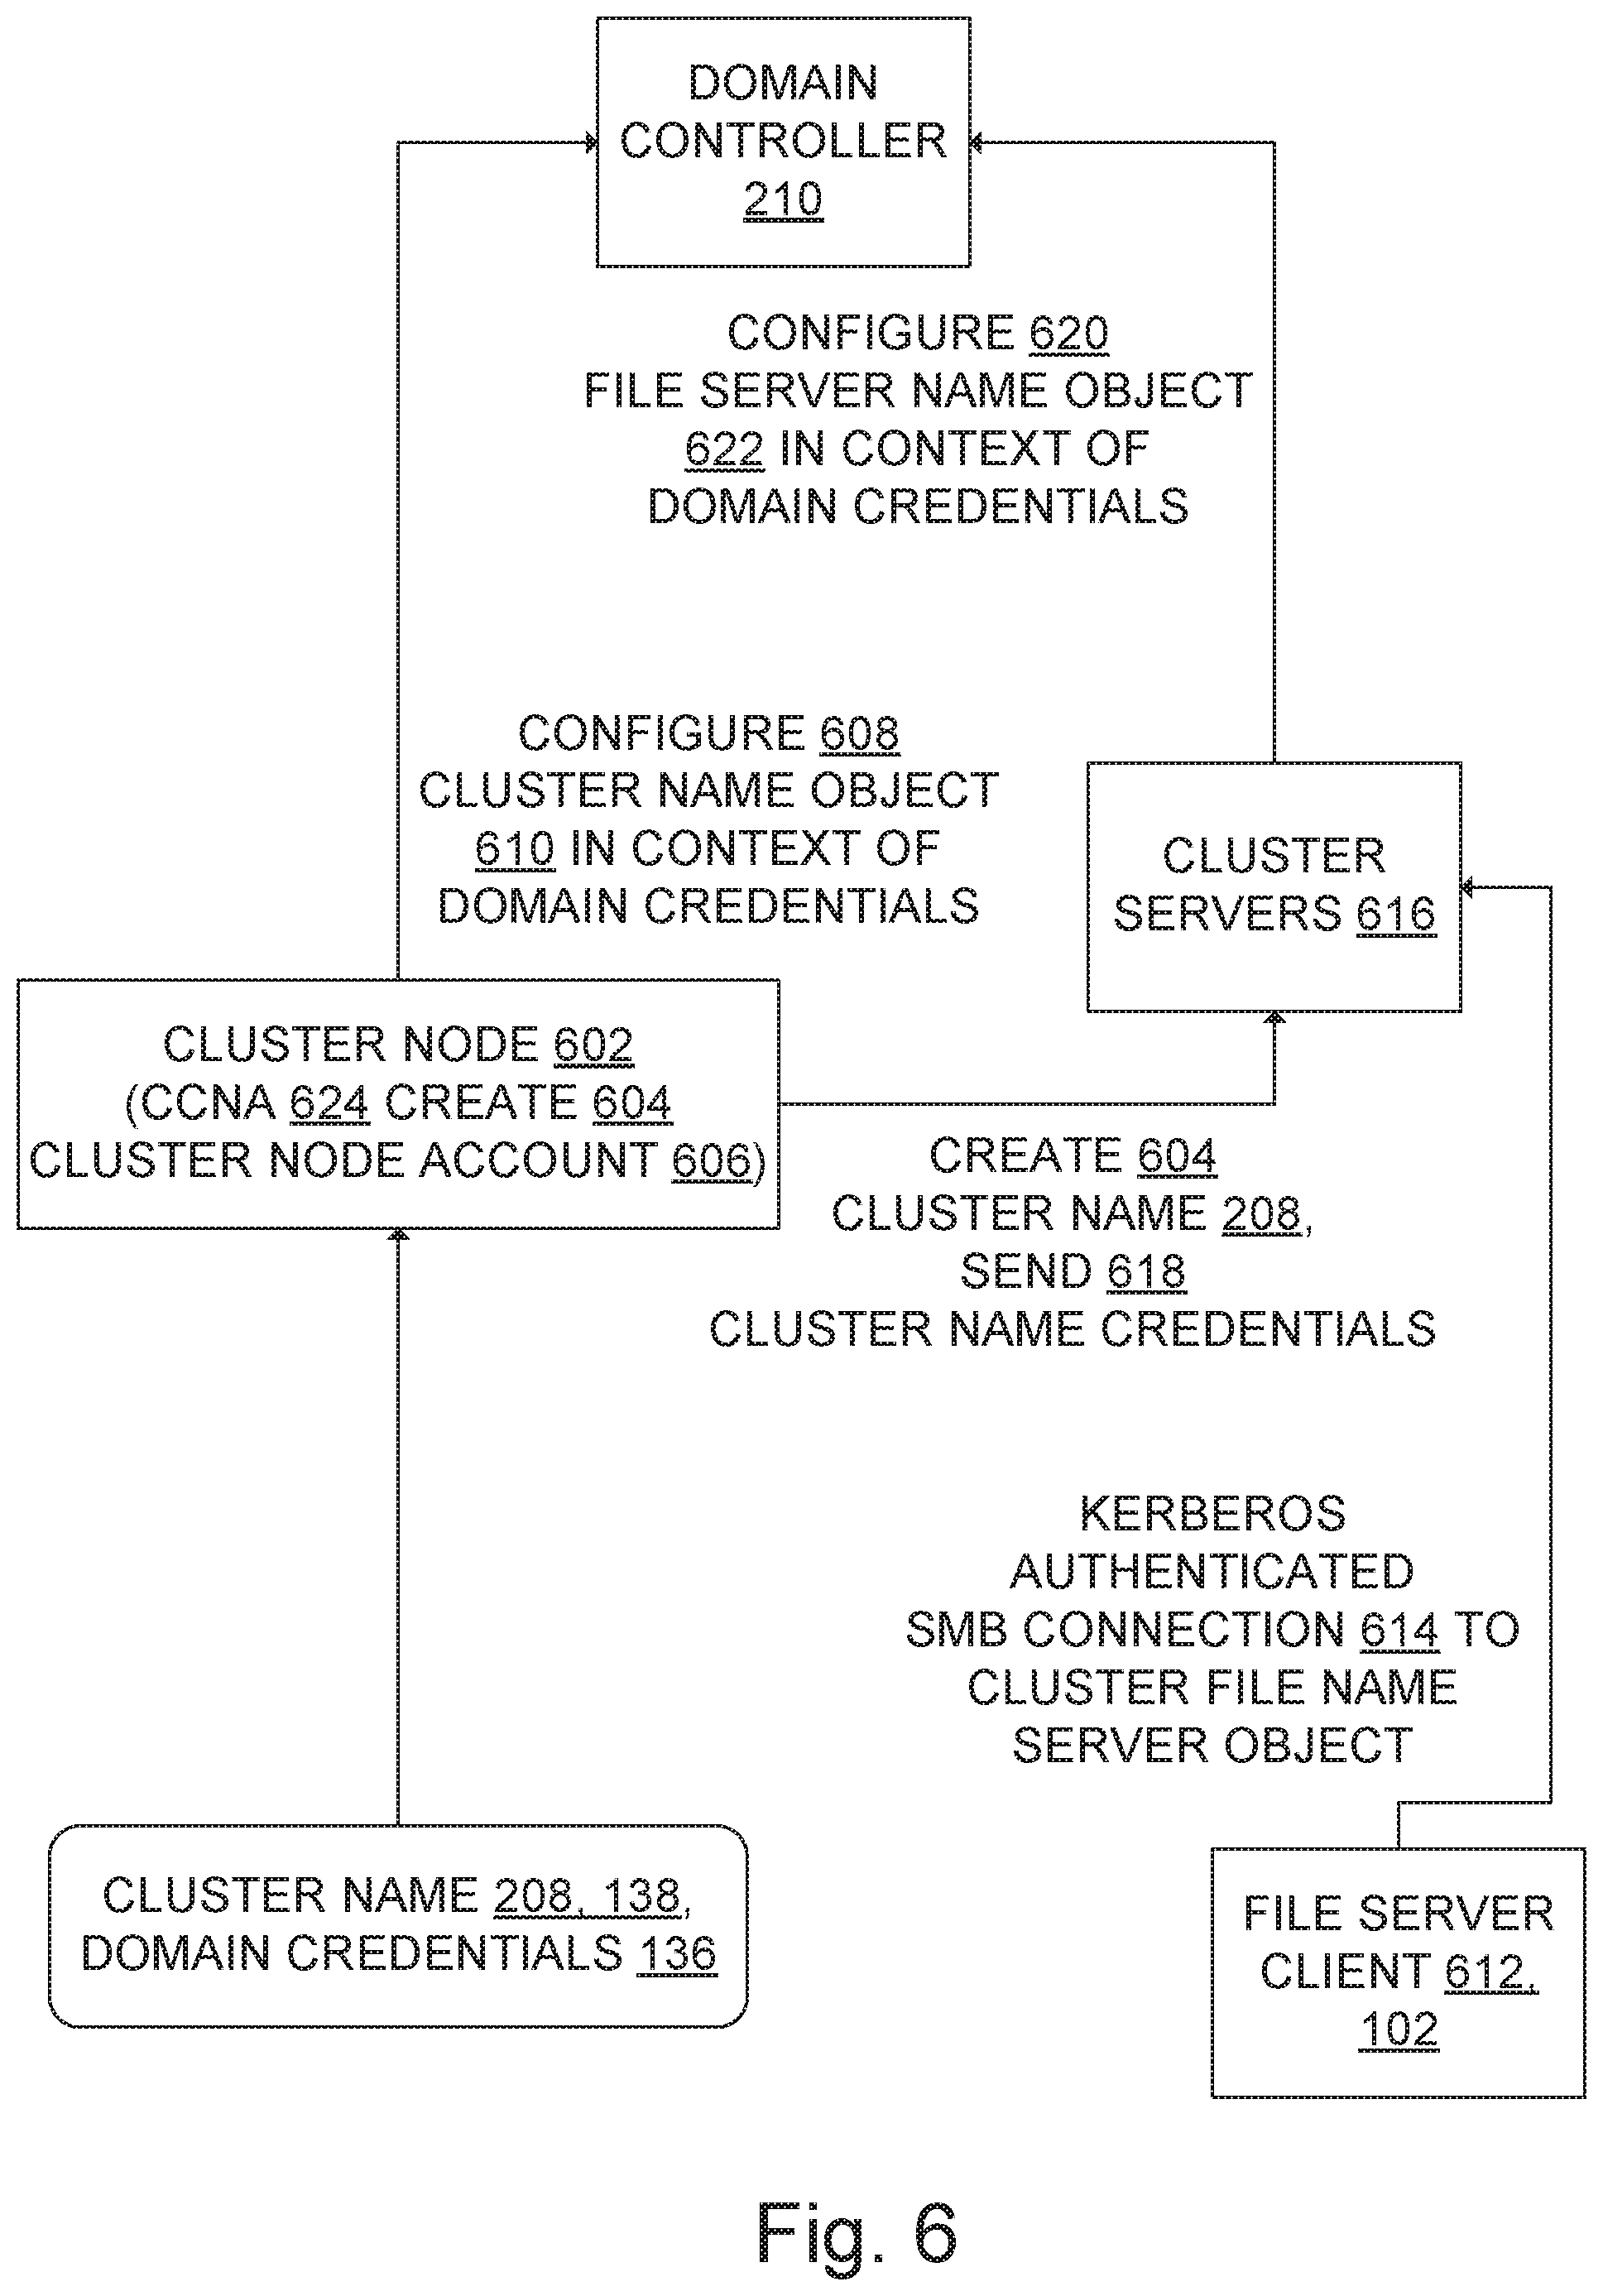 DOMAIN
CONTROLLER
210
CONFIGURE 620
FILE SERVER NAME OBJECT
622 IN CONTEXT OF
DOMAIN CREDENTIALS
CONFIGURE 608
CLUSTER NAME OBJECT
610 IN CONTEXT OF
DOMAIN CREDENTIALS
CLUSTER
SERVERS 616
CLUSTER NODE 602
(CCNA 624 CREATE 604
CLUSTER NODE ACCOUNT 606)
CREATE 604
CLUSTER NAME 208,
SEND 618
CLUSTER NAME CREDENTIALS
KERBEROS
AUTHENTICATED
SMB CONNECTION 614 TO
CLUSTER FILE NAME
SERVER OBJECT
CLUSTER NAME 208, 138,
DOMAIN CREDENTIALS 136
FILE SERVER
CLIENT 612,
102
Fig. 6